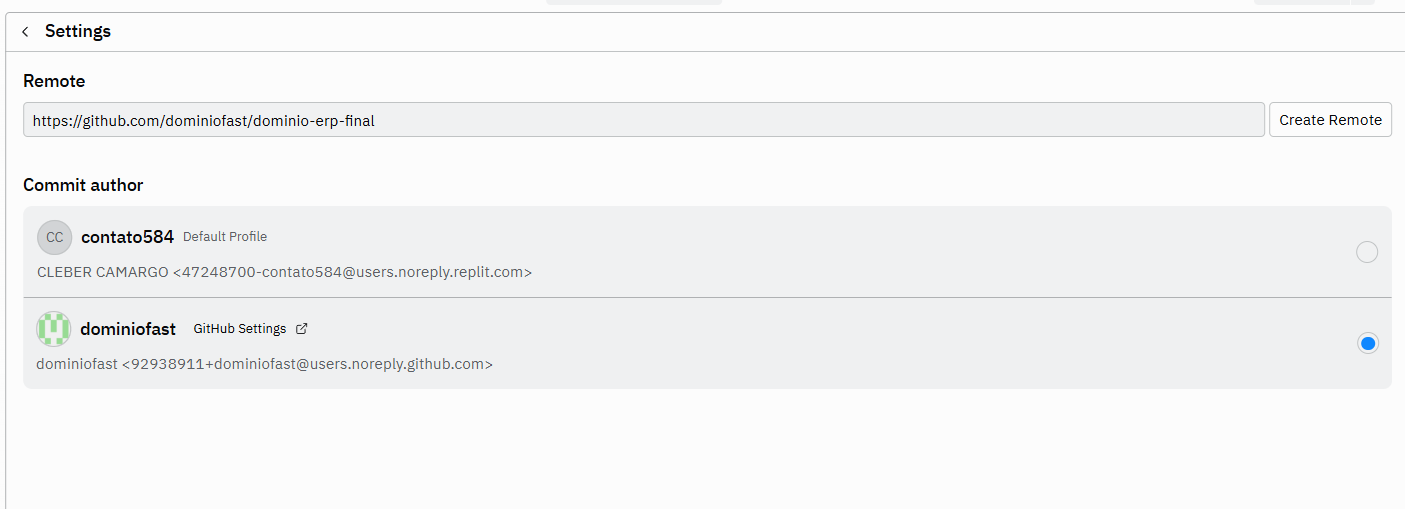 Settings
Remote
https://github.com/dominiofast/dominio-erp-final
Create Remote
Commit author
CC
contato584 Default Profile
CLEBER CAMARGO <47248700-contato584@users.noreply.replit.com>
dominiofast GitHub Settings
dominiofast <92938911+dominiofast@users.noreply.github.com>